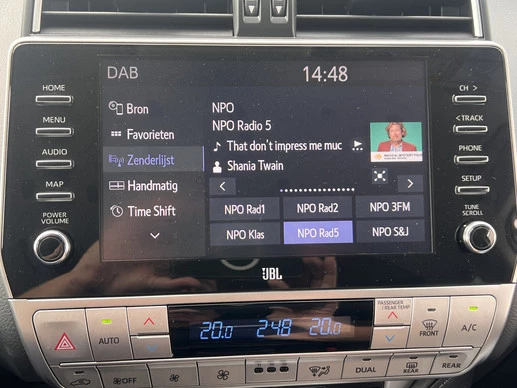 HOME
MENU
AUDIO
MAP
POWER
VOLUME
DAB 14:48
Bron
Favorieten
Zenderlijst
Handmatig
Time Shift
NPO
NPO Radio 5
That don't impress me muc
Shania Twain
NPO Rad1 NPO Rad2 NPO 3FM
NPO Klas NPO Rad5 NPO S&J
CH >
< TRACK
PHONE
SETUP
TUNE
SCROLL
JBL
PASSENGER
/ REAR TEMP
20.0 248 20.0
AUTO
FRONT
A/C
OFF
DUAL
REAR
REAR